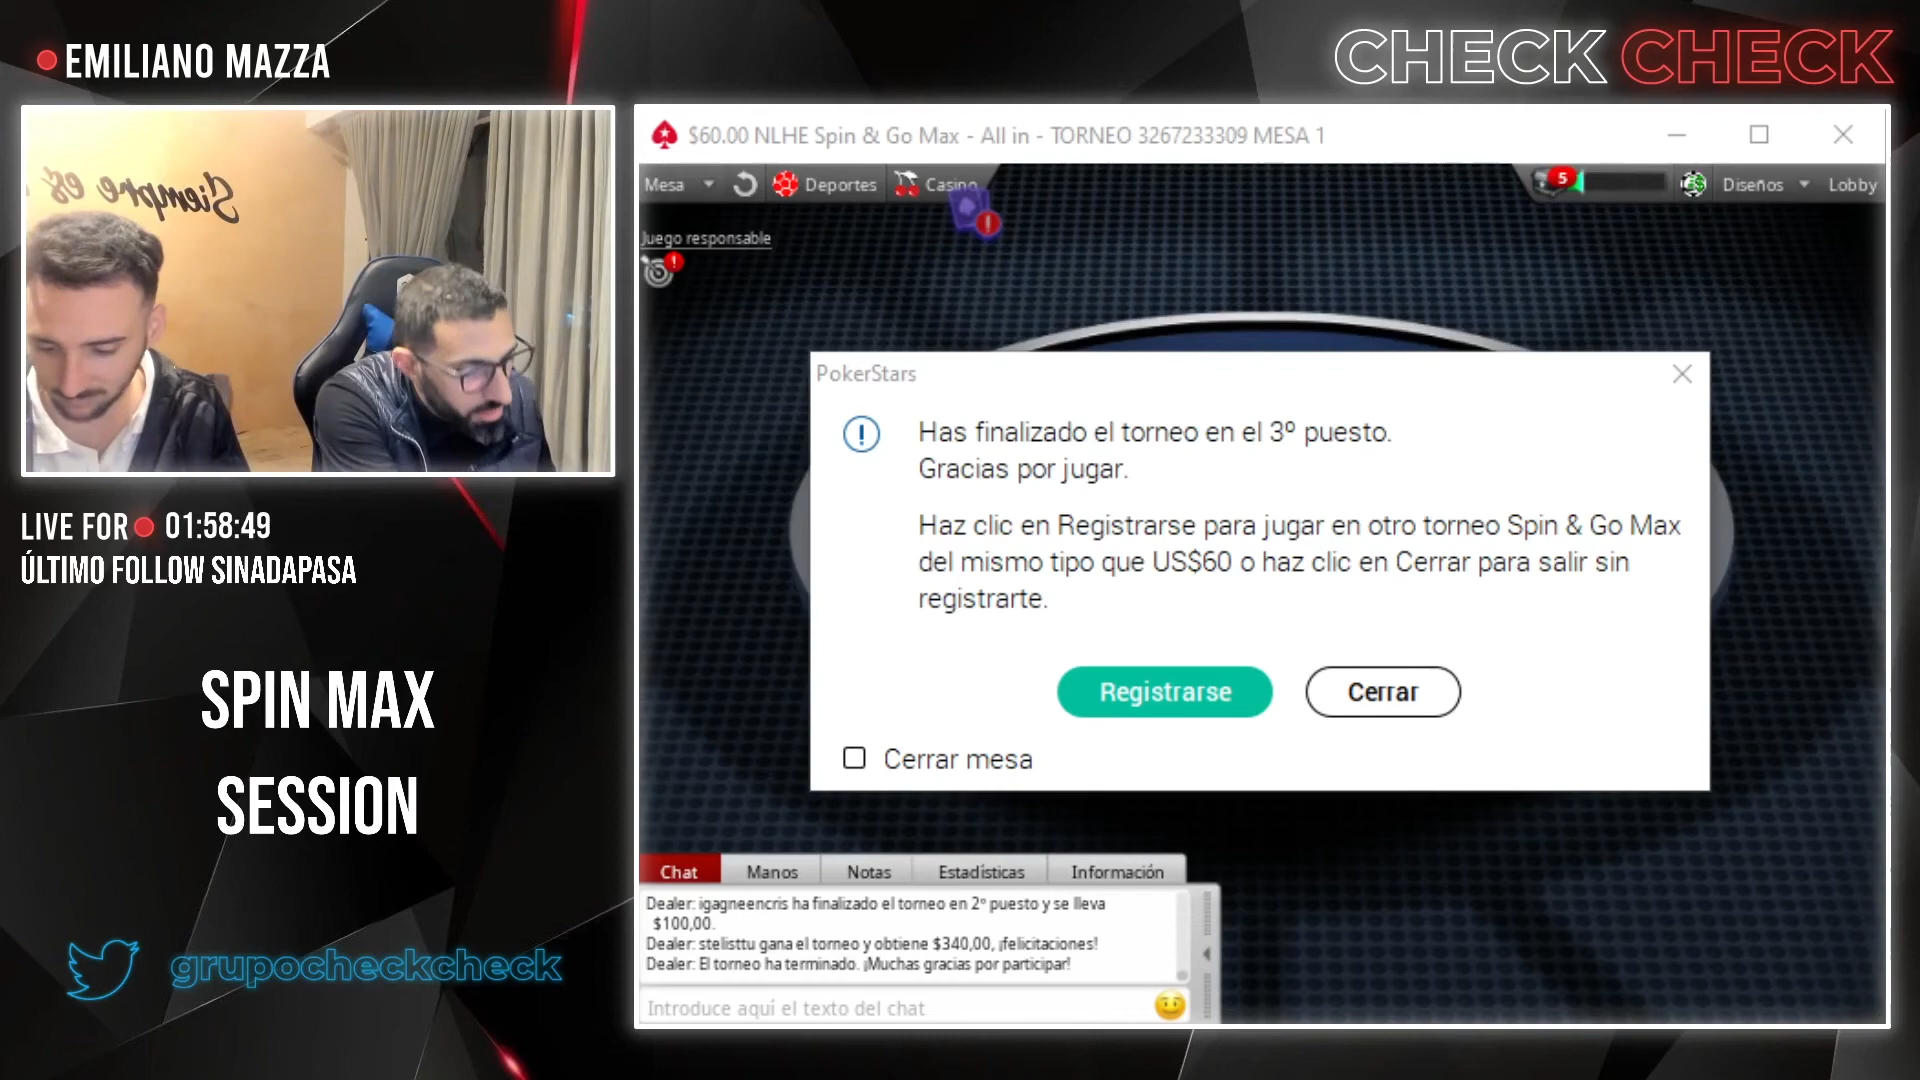 EMILIANO MAZZA
CHECK CHECK
Siempre es
$60.00 NLHE Spin & Go Max - All in - TORNEO 3267233309 MESA 1
Mesa
Deportes
Casino
5
Diseños
Lobby
Juego responsable
PokerStars
Has finalizado el torneo en el 3º puesto.
Gracias por jugar.
Haz clic en Registrarse para jugar en otro torneo Spin & Go Max
del mismo tipo que US$60 o haz clic en Cerrar para salir sin
registrarte.
Registrarse
Cerrar
Cerrar mesa
LIVE FOR 01:58:49
ÚLTIMO FOLLOW SINADAPASA
SPIN MAX
SESSION
grupocheckcheck
Chat
Manos
Notas
Estadísticas
Información
Dealer: igagneencris ha finalizado el torneo en 2º puesto y se lleva
$100,00.
Dealer: stelisttu gana el torneo y obtiene $340,00, ¡felicitaciones!
Dealer: El torneo ha terminado. ¡Muchas gracias por participar!
Introduce aquí el texto del chat